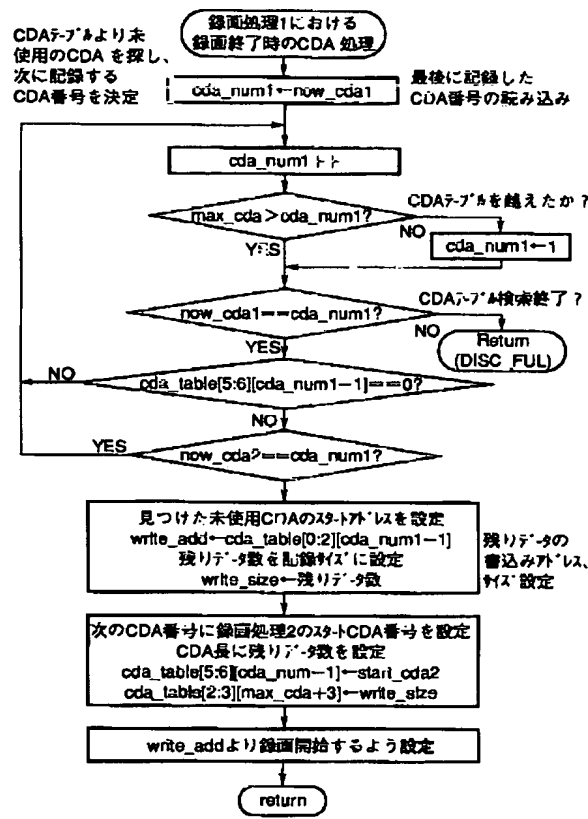 録画処理1における
録画終了時のCDA処理
CDAテーブルより未
使用のCDAを探し、
次に記録する
CDA番号を決定
cda_num1←now_cda1
最後に記録した
CDA番号の読み込み
cda_num1++
max_cda>cda_num1?
CDAテーブルを越えたか?
NO
cda_num1←1
YES
now_cda1==cda_num1?
CDAテーブル検索終了?
NO
Return
(DISC_FUL)
YES
cda_table[5:6][cda_num1-1]==0?
NO
NO
now_cda2==cda_num1?
YES
見つけた未使用CDAのスタートアドレスを設定
write_add←cda_table[0:2][cda_num1-1]
残りデータ数を記録サイズに設定
write_size←残りデータ数
残りデータの
書込みアドレス、
サイズ設定
次のCDA番号に録画処理2のスタートCDA番号を設定
CDA長に残りデータ数を設定
cda_table[5:6][cda_num-1]←start_cda2
cda_table[2:3][max_cda+3]←write_size
write_addより録画開始するよう設定
return